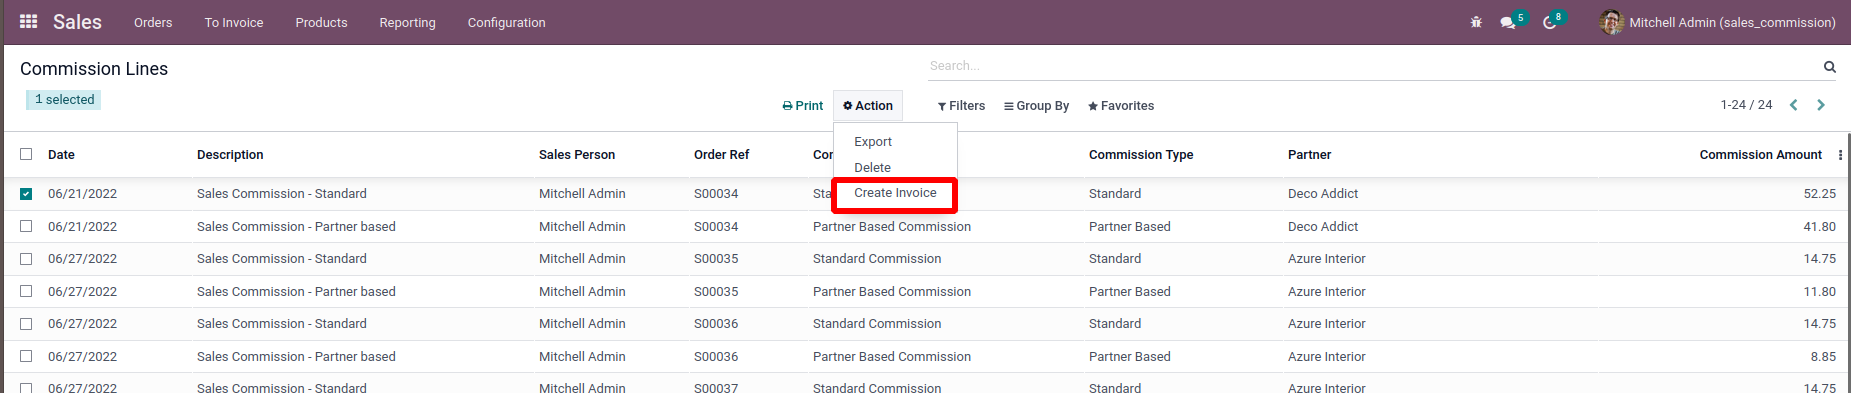 Sales Orders To Invoice Products Reporting Configuration 5 8 Mitchell Admin (sales_commission)
Commission Lines Search...
1 selected Print Action Filters Group By Favorites 1-24 / 24
Export
Delete
Create Invoice
Date Description Sales Person Order Ref Con Commission Type Partner Commission Amount
06/21/2022 Sales Commission - Standard Mitchell Admin S00034 Sta Standard Deco Addict 52.25
06/21/2022 Sales Commission - Partner based Mitchell Admin S00034 Partner Based Commission Partner Based Deco Addict 41.80
06/27/2022 Sales Commission - Standard Mitchell Admin S00035 Standard Commission Standard Azure Interior 14.75
06/27/2022 Sales Commission - Partner based Mitchell Admin S00035 Partner Based Commission Partner Based Azure Interior 11.80
06/27/2022 Sales Commission - Standard Mitchell Admin S00036 Standard Commission Standard Azure Interior 14.75
06/27/2022 Sales Commission - Partner based Mitchell Admin S00036 Partner Based Commission Partner Based Azure Interior 8.85
06/27/2022 Sales Commission - Standard Mitchell Admin S00037 Standard Commission Standard Azure Interior 14.75